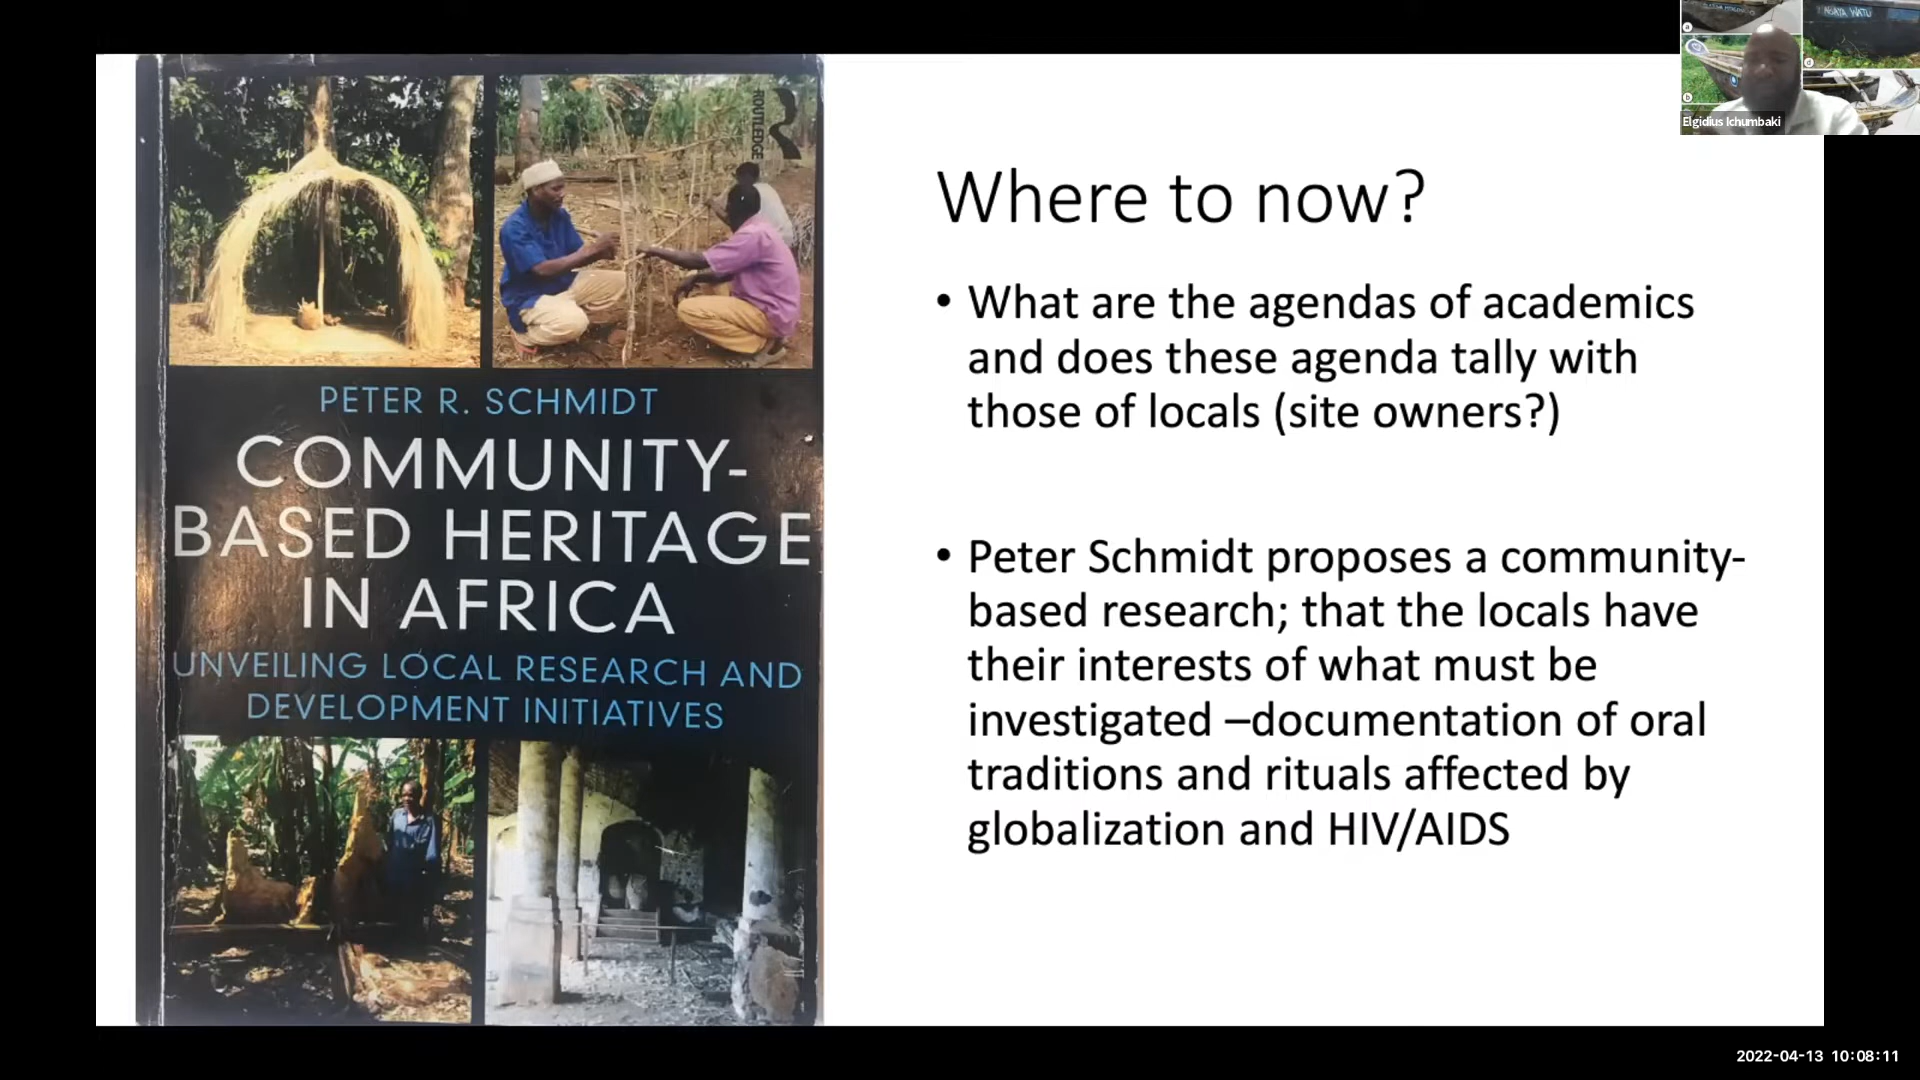 ROUTLEDGE
PETER R. SCHMIDT
COMMUNITY-
BASED HERITAGE
IN AFRICA
UNVEILING LOCAL RESEARCH AND
DEVELOPMENT INITIATIVES
Where to now?
• What are the agendas of academics
and does these agenda tally with
those of locals (site owners?)
• Peter Schmidt proposes a community-
based research; that the locals have
their interests of what must be
investigated –documentation of oral
traditions and rituals affected by
globalization and HIV/AIDS
WATU
a
d
b
Elgidius Ichumbaki
2022-04-13 10:08:11